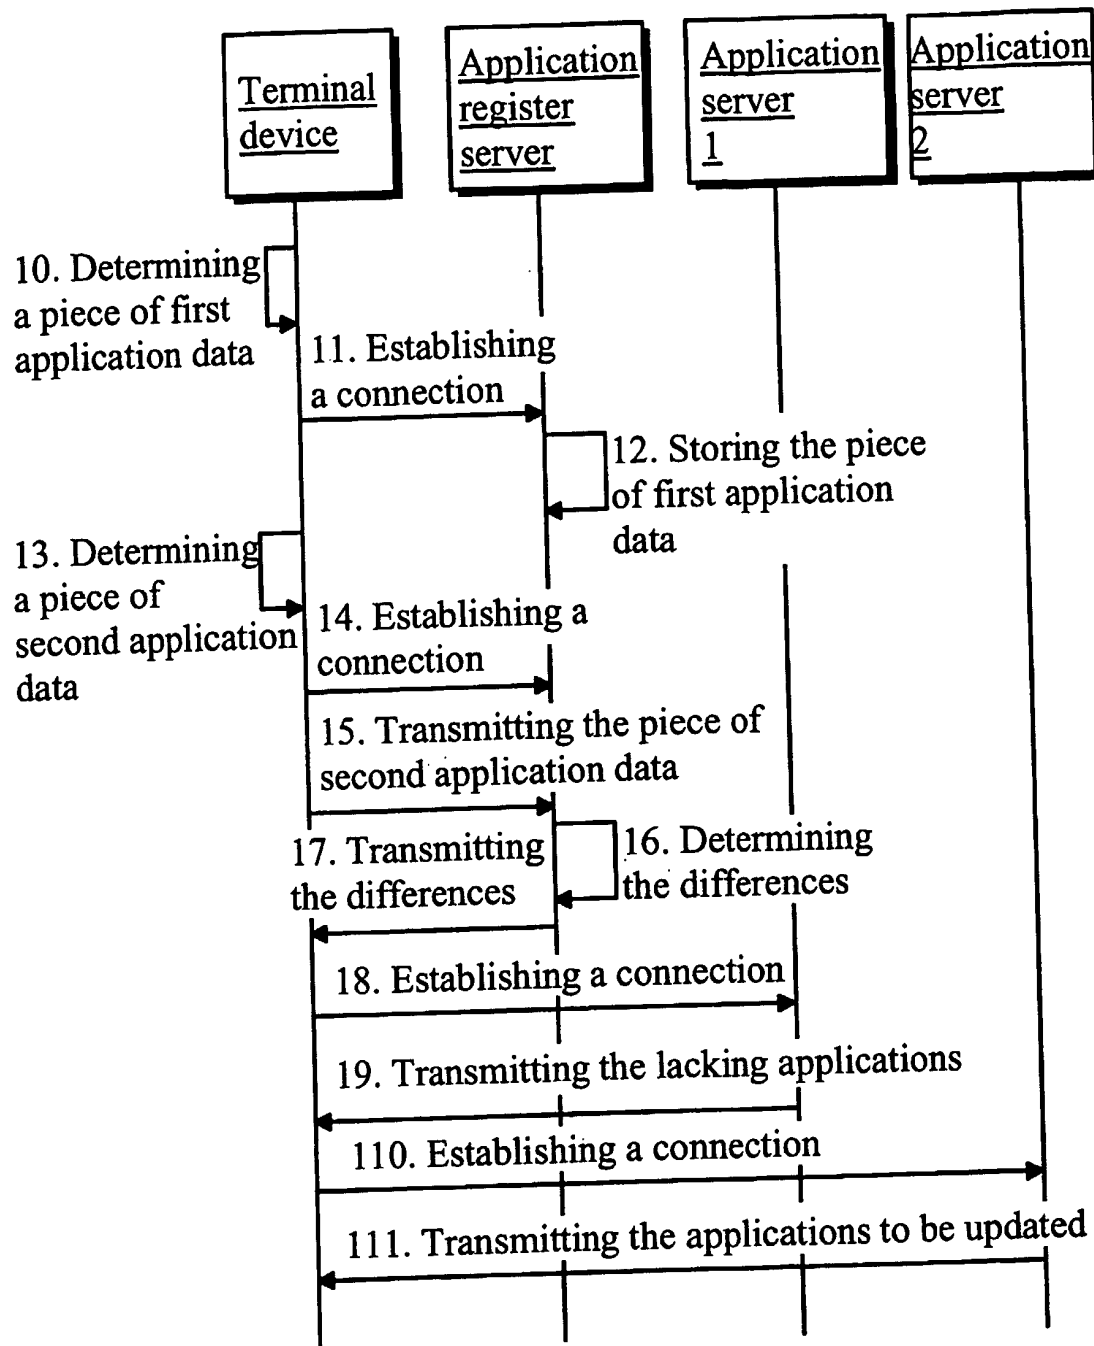 Terminal
device
Application
register
server
Application
server
1
Application
server
2
10. Determining
a piece of first
application data
11. Establishing
a connection
12. Storing the piece
of first application
data
13. Determining
a piece of
second application
data
14. Establishing a
connection
15. Transmitting the piece of
second application data
16. Determining
the differences
17. Transmitting
the differences
18. Establishing a connection
19. Transmitting the lacking applications
110. Establishing a connection
111. Transmitting the applications to be updated